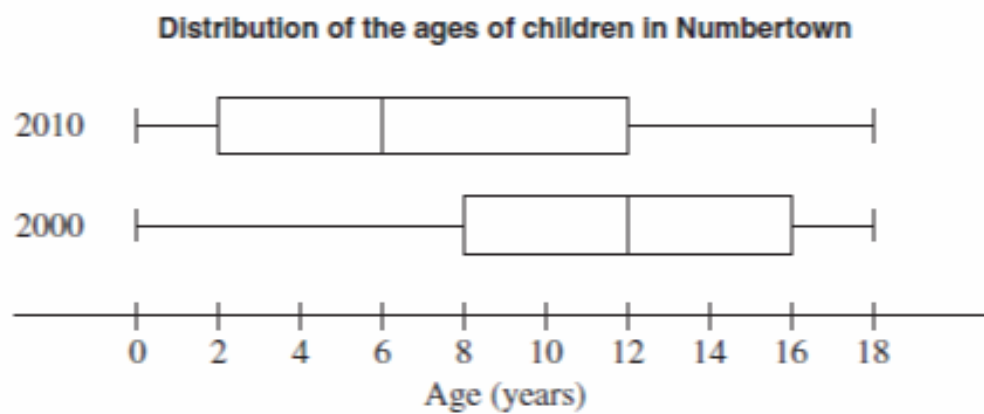 Distribution of the ages of children in Numbertown
2010
2000
0 2 4 6 8 10 12 14 16 18
Age (years)